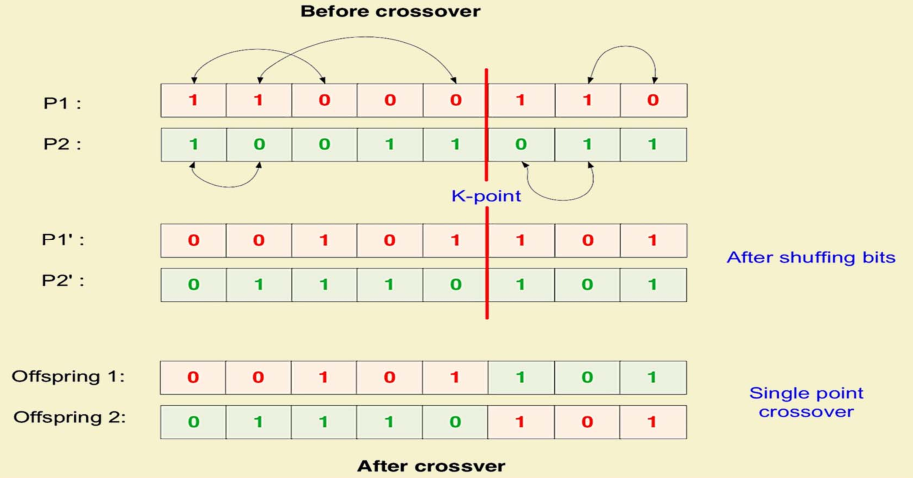 Before crossover
P1 : 1 1 0 0 0 1 1 0
P2 : 1 0 0 1 1 0 1 1
K-point
P1' : 0 0 1 0 1 1 0 1
After shuffing bits
P2' : 0 1 1 1 0 1 0 1
Offspring 1: 0 0 1 0 1 1 0 1
Single point
crossover
Offspring 2: 0 1 1 1 0 1 0 1
After crossver